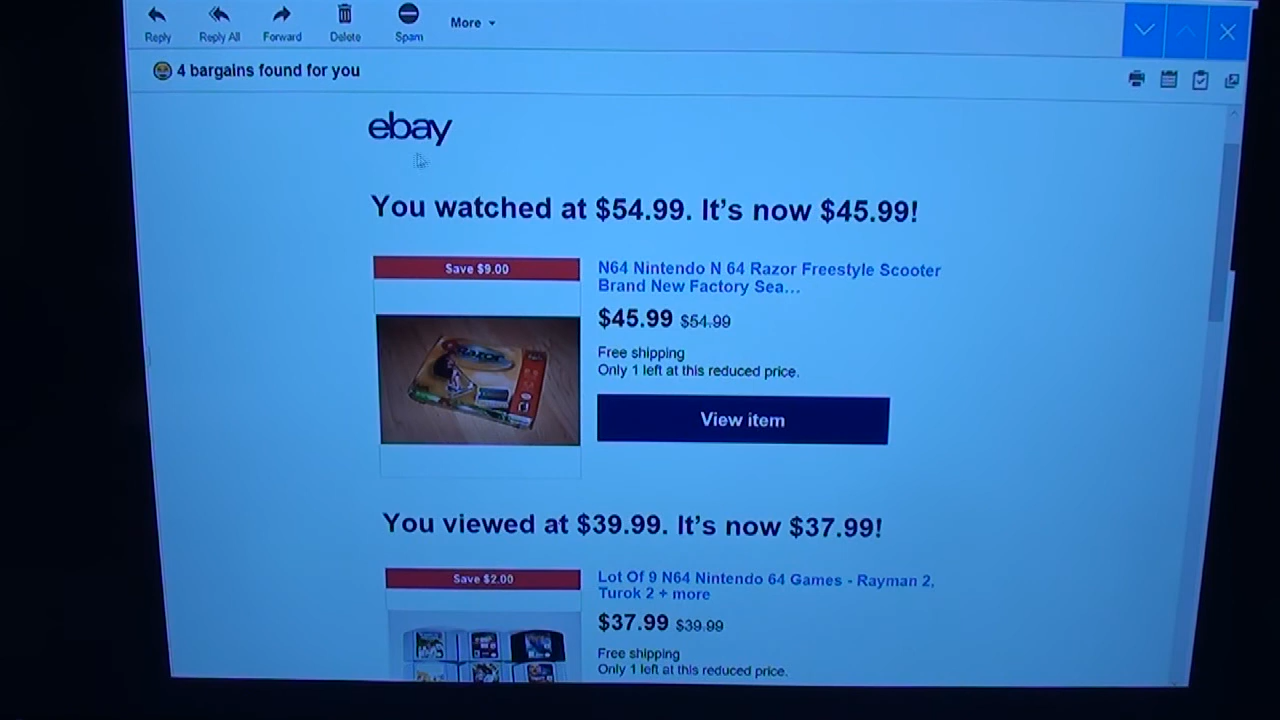 Reply
Reply All
Forward
Delete
Spam
More
4 bargains found for you
ebay
You watched at $54.99. It's now $45.99!
Save $9.00
N64 Nintendo N 64 Razor Freestyle Scooter
Brand New Factory Sea...
$45.99 $54.99
Free shipping
Only 1 left at this reduced price.
Razor
View item
You viewed at $39.99. It's now $37.99!
Save $2.00
Lot Of 9 N64 Nintendo 64 Games - Rayman 2,
Turok 2 + more
$37.99 $39.99
Free shipping
Only 1 left at this reduced price.